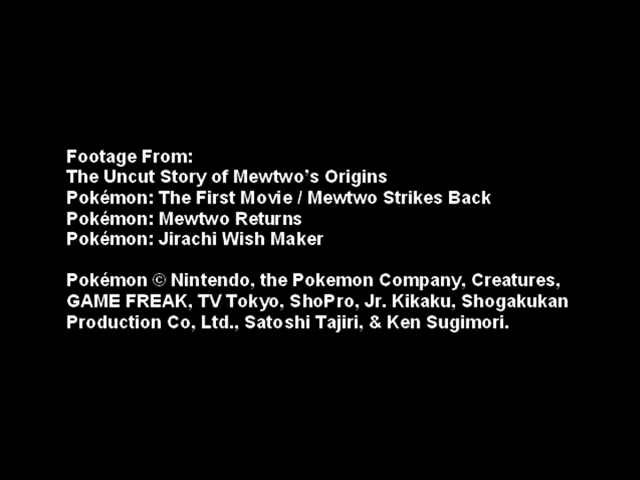 Footage From:
The Uncut Story of Mewtwo’s Origins
Pokémon: The First Movie / Mewtwo Strikes Back
Pokémon: Mewtwo Returns
Pokémon: Jirachi Wish Maker
Pokémon © Nintendo, the Pokemon Company, Creatures,
GAME FREAK, TV Tokyo, ShoPro, Jr. Kikaku, Shogakukan
Production Co, Ltd., Satoshi Tajiri, & Ken Sugimori.